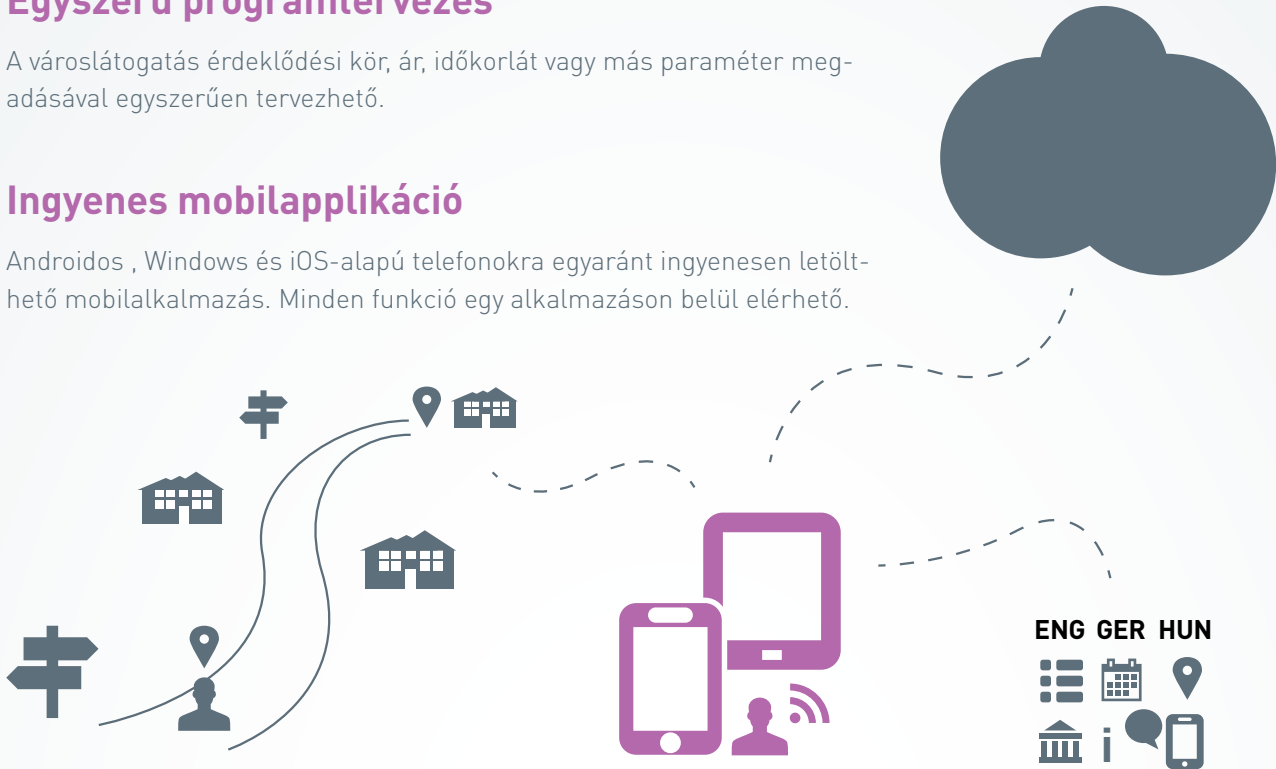 Egyszerű programtervezés
A városlátogatás érdeklődési kör, ár, időkorlát vagy más paraméter meg-
adásával egyszerűen tervezhető.
Ingyenes mobilapplikáció
Androidos , Windows és iOS-alapú telefonokra egyaránt ingyenesen letölt-
hető mobilalkalmazás. Minden funkció egy alkalmazáson belül elérhető.
ENG GER HUN
i